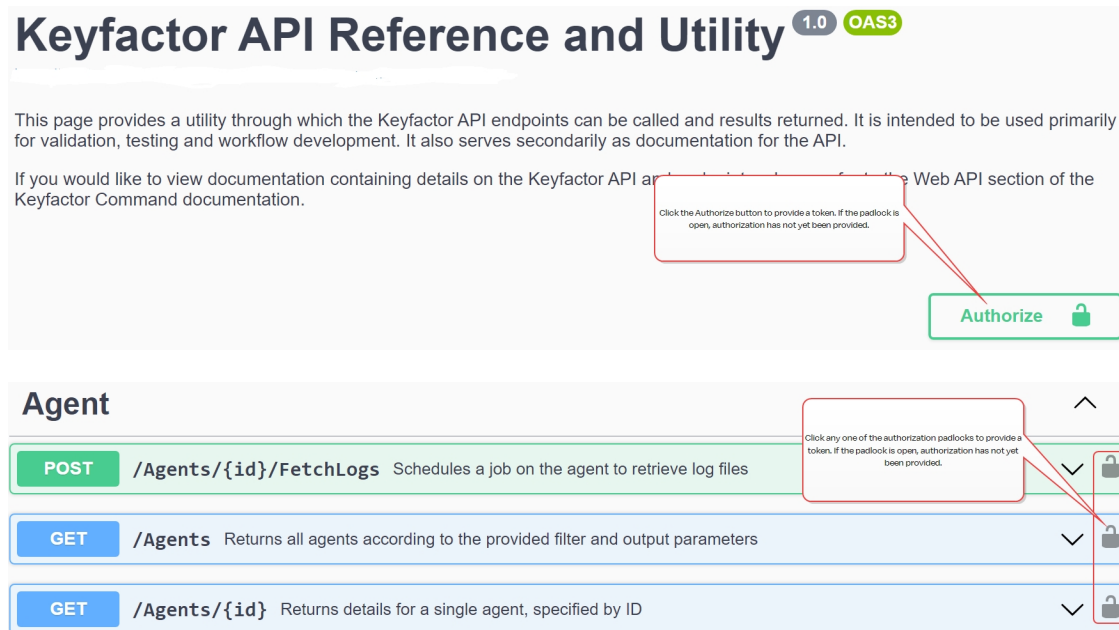 Keyfactor API Reference and Utility 1.0 OAS3
This page provides a utility through which the Keyfactor API endpoints can be called and results returned. It is intended to be used primarily
for validation, testing and workflow development. It also serves secondarily as documentation for the API.
If you would like to view documentation containing details on the Keyfactor API Web API section of the
Keyfactor Command documentation.
Click the Authorize button to provide a token. If the padlock is
open, authorization has not yet been provided.
Authorize
Agent
Click any one of the authorization padlocks to provide a
token. If the padlock is open, authorization has not yet
been provided.
POST /Agents/{id}/FetchLogs Schedules a job on the agent to retrieve log files
GET /Agents Returns all agents according to the provided filter and output parameters
GET /Agents/{id} Returns details for a single agent, specified by ID